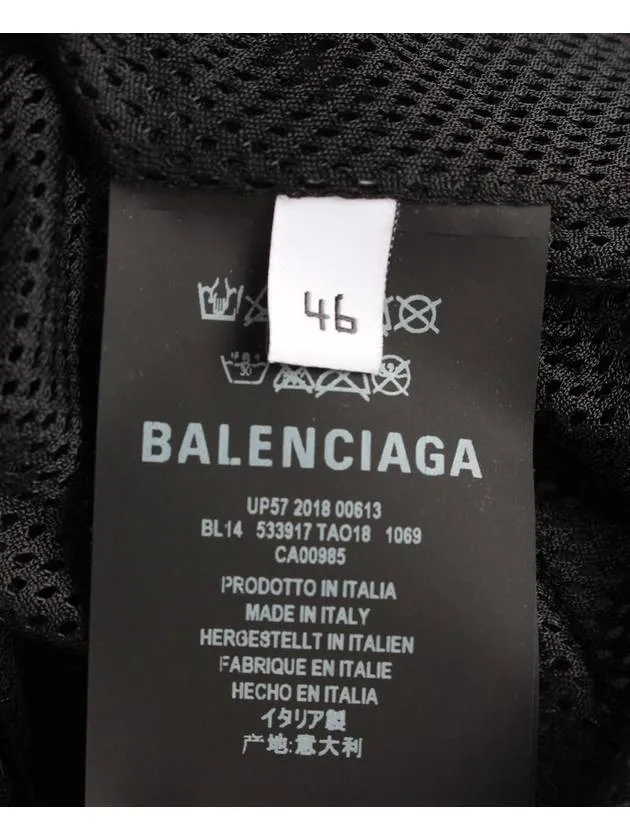 46
30
BALENCIAGA
UP57 2018 00613
BL14 533917 TAO18 1069
CA00985
PRODOTTO IN ITALIA
MADE IN ITALY
HERGESTELLT IN ITALIEN
FABRIQUE EN ITALIE
HECHO EN ITALIA
イタリア製
产地:意大利